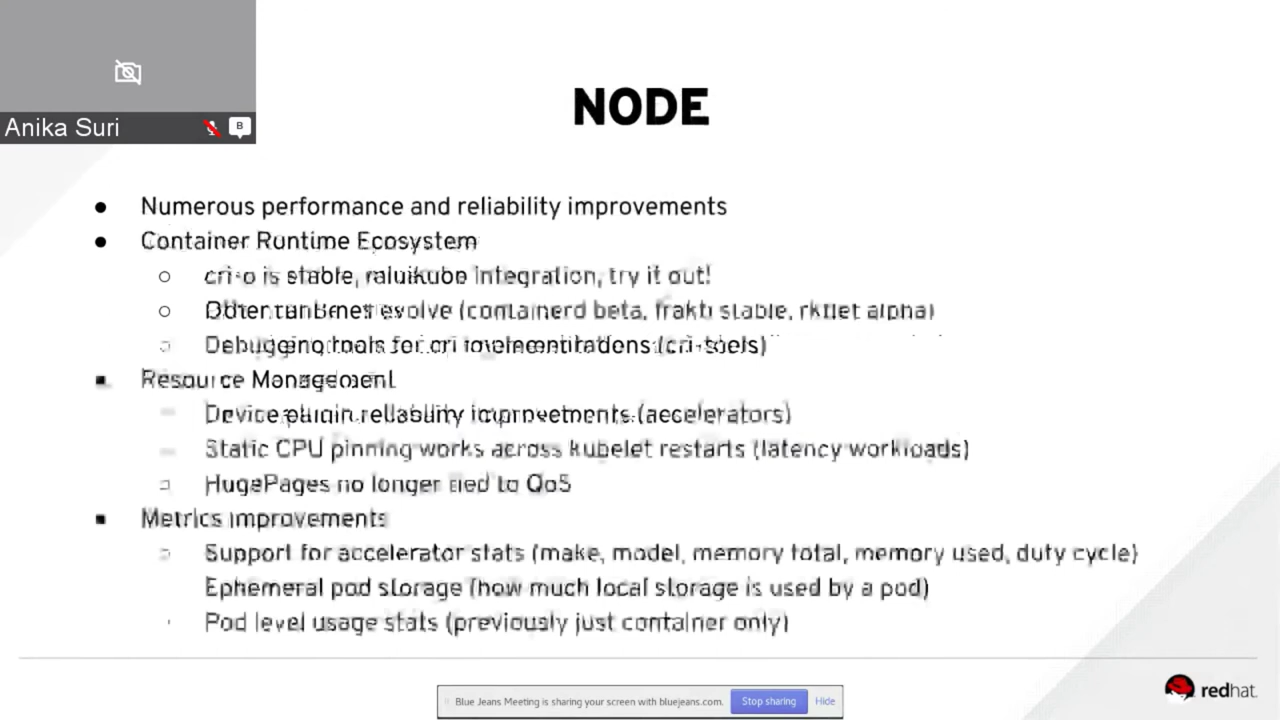 Anika Suri
B
NODE
● Numerous performance and reliability improvements
● Container Runtime Ecosystem
○ cri-o is stable, integration, try it out!
○ evolve (containerd beta, frakti stable, rktlet alpha)
Debugging tools for cri implementations (cri-tools)
Resource Management
Device plugin reliability improvements (accelerators)
Static CPU pinning works across kubelet restarts (latency workloads)
HugePages no longer tied to QoS
Metrics improvements
Support for accelerator stats (make, model, memory total, memory used, duty cycle)
Ephemeral pod storage (how much local storage is used by a pod)
Pod level usage stats (previously just container only)
Blue Jeans Meeting is sharing your screen with bluejeans.com. Stop sharing Hide
redhat.